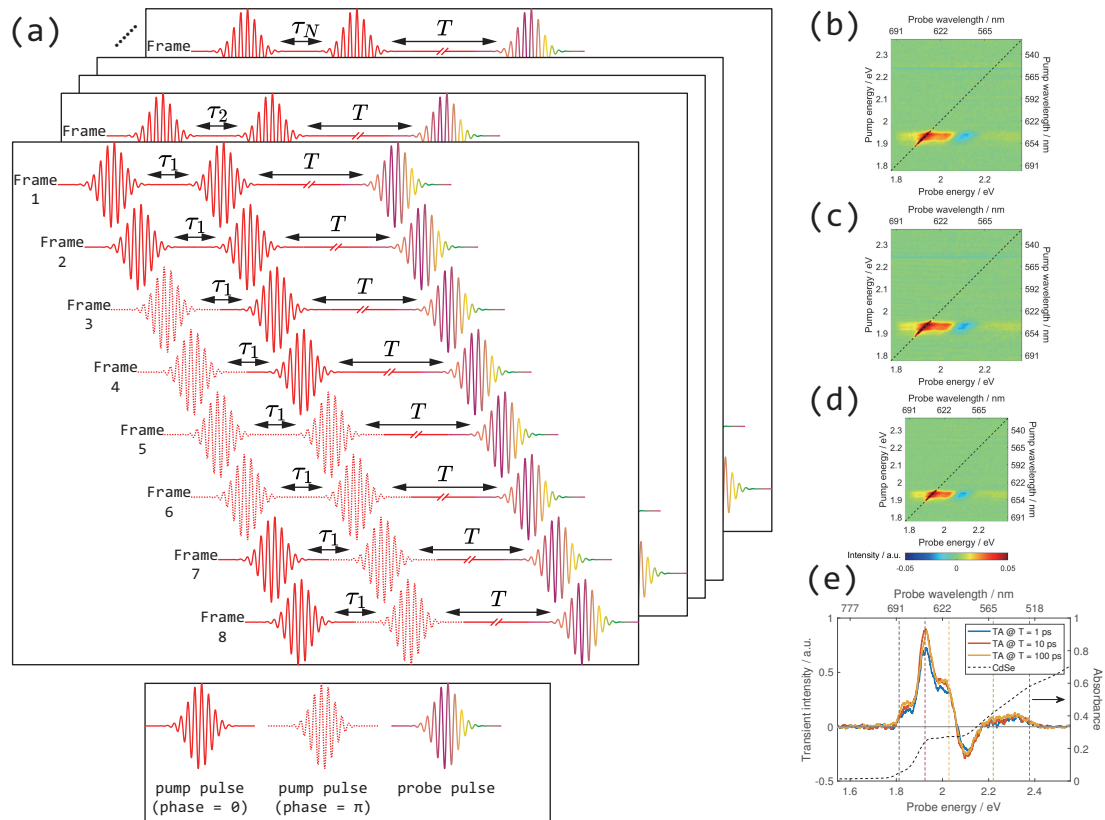 (a)
Frame
τN
T
Frame
τ2
T
Frame
1
τ1
T
Frame
2
τ1
T
Frame
3
τ1
T
Frame
4
τ1
T
Frame
5
τ1
T
Frame
6
τ1
T
Frame
7
τ1
T
Frame
8
τ1
T
pump pulse
(phase = 0)
pump pulse
(phase = π)
probe pulse
(b)
Probe wavelength / nm
691 622 565
Pump energy / eV
2.3
2.2
2.1
2
1.9
1.8
540
565
592
622
654
691
Pump wavelength / nm
1.8 2 2.2
Probe energy / eV
(c)
Probe wavelength / nm
691 622 565
Pump energy / eV
2.3
2.2
2.1
2
1.9
1.8
540
565
592
622
654
691
Pump wavelength / nm
1.8 2 2.2
Probe energy / eV
(d)
Probe wavelength / nm
691 622 565
Pump energy / eV
2.3
2.2
2.1
2
1.9
1.8
540
565
592
622
654
691
Pump wavelength / nm
1.8 2 2.2
Probe energy / eV
Intensity / a.u.
-0.05 0 0.05
(e)
Probe wavelength / nm
777 691 622 565 518
Transient intensity / a.u.
1
0.5
0
-0.5
TA @ T = 1 ps
TA @ T = 10 ps
TA @ T = 100 ps
CdSe
1
0.8
0.6
0.4
0.2
0
Absorbance
1.6 1.8 2 2.2 2.4
Probe energy / eV